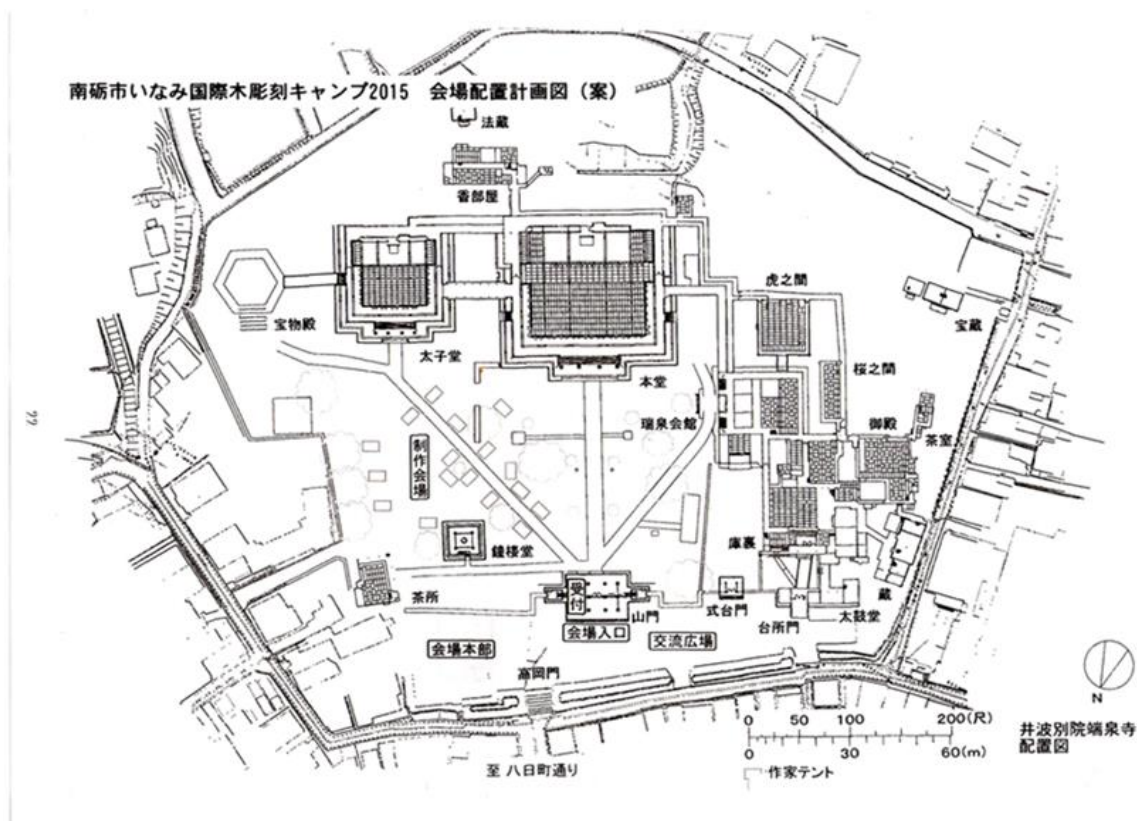 南砺市いなみ国際木彫刻キャンプ2015 会場配置計画図（案）
法蔵
香部屋
虎之間
宝蔵
宝物殿
太子堂
本堂
桜之間
瑞泉会館
御殿
茶室
制作会場
鐘楼堂
庫裏
蔵
茶所
受付
山門
式台門
太鼓堂
台所門
会場入口
会場本部
交流広場
高岡門
N
0 50 100 200(尺)
0 30 60(m)
井波別院瑞泉寺
配置図
至 八日町通り
作家テント
22